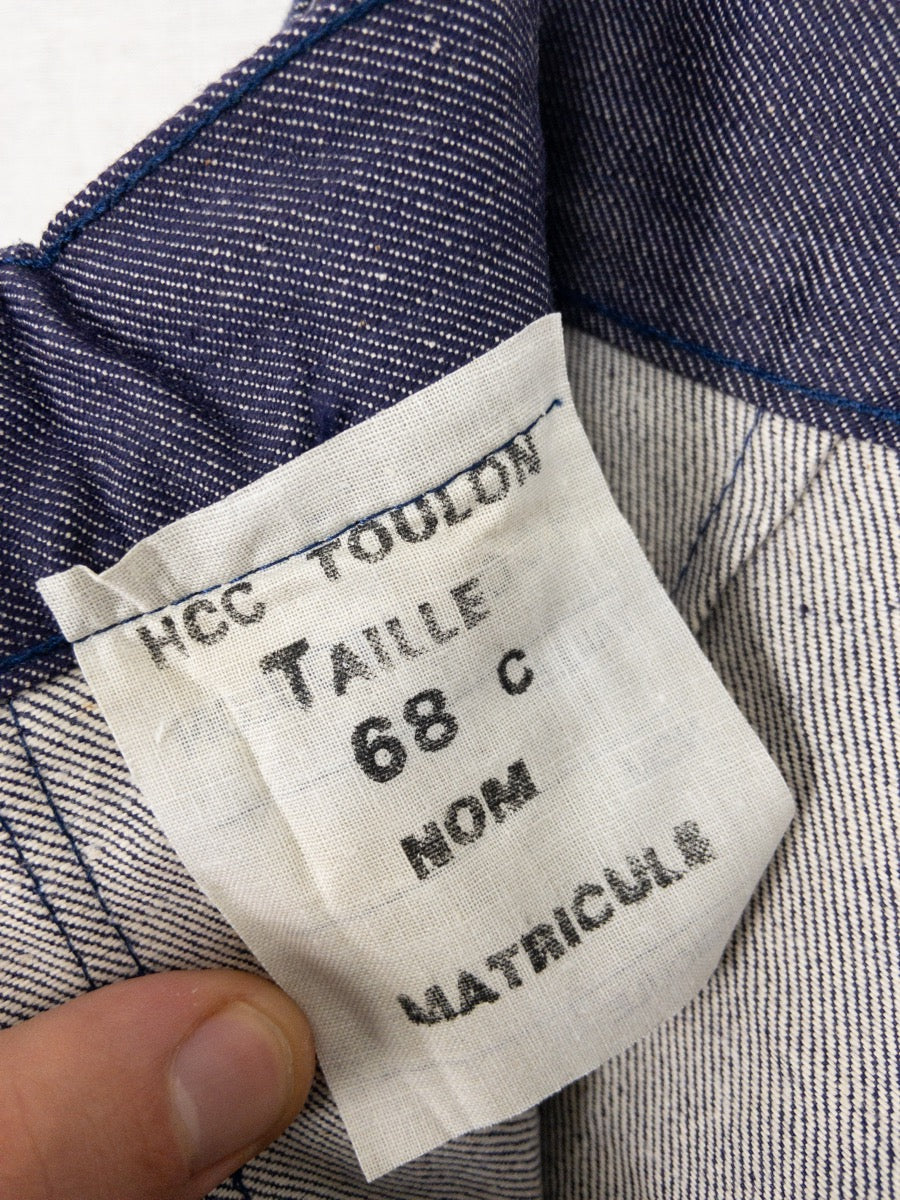 HCC TOULON
TAILLE
68 C
NOM
MATRICULE